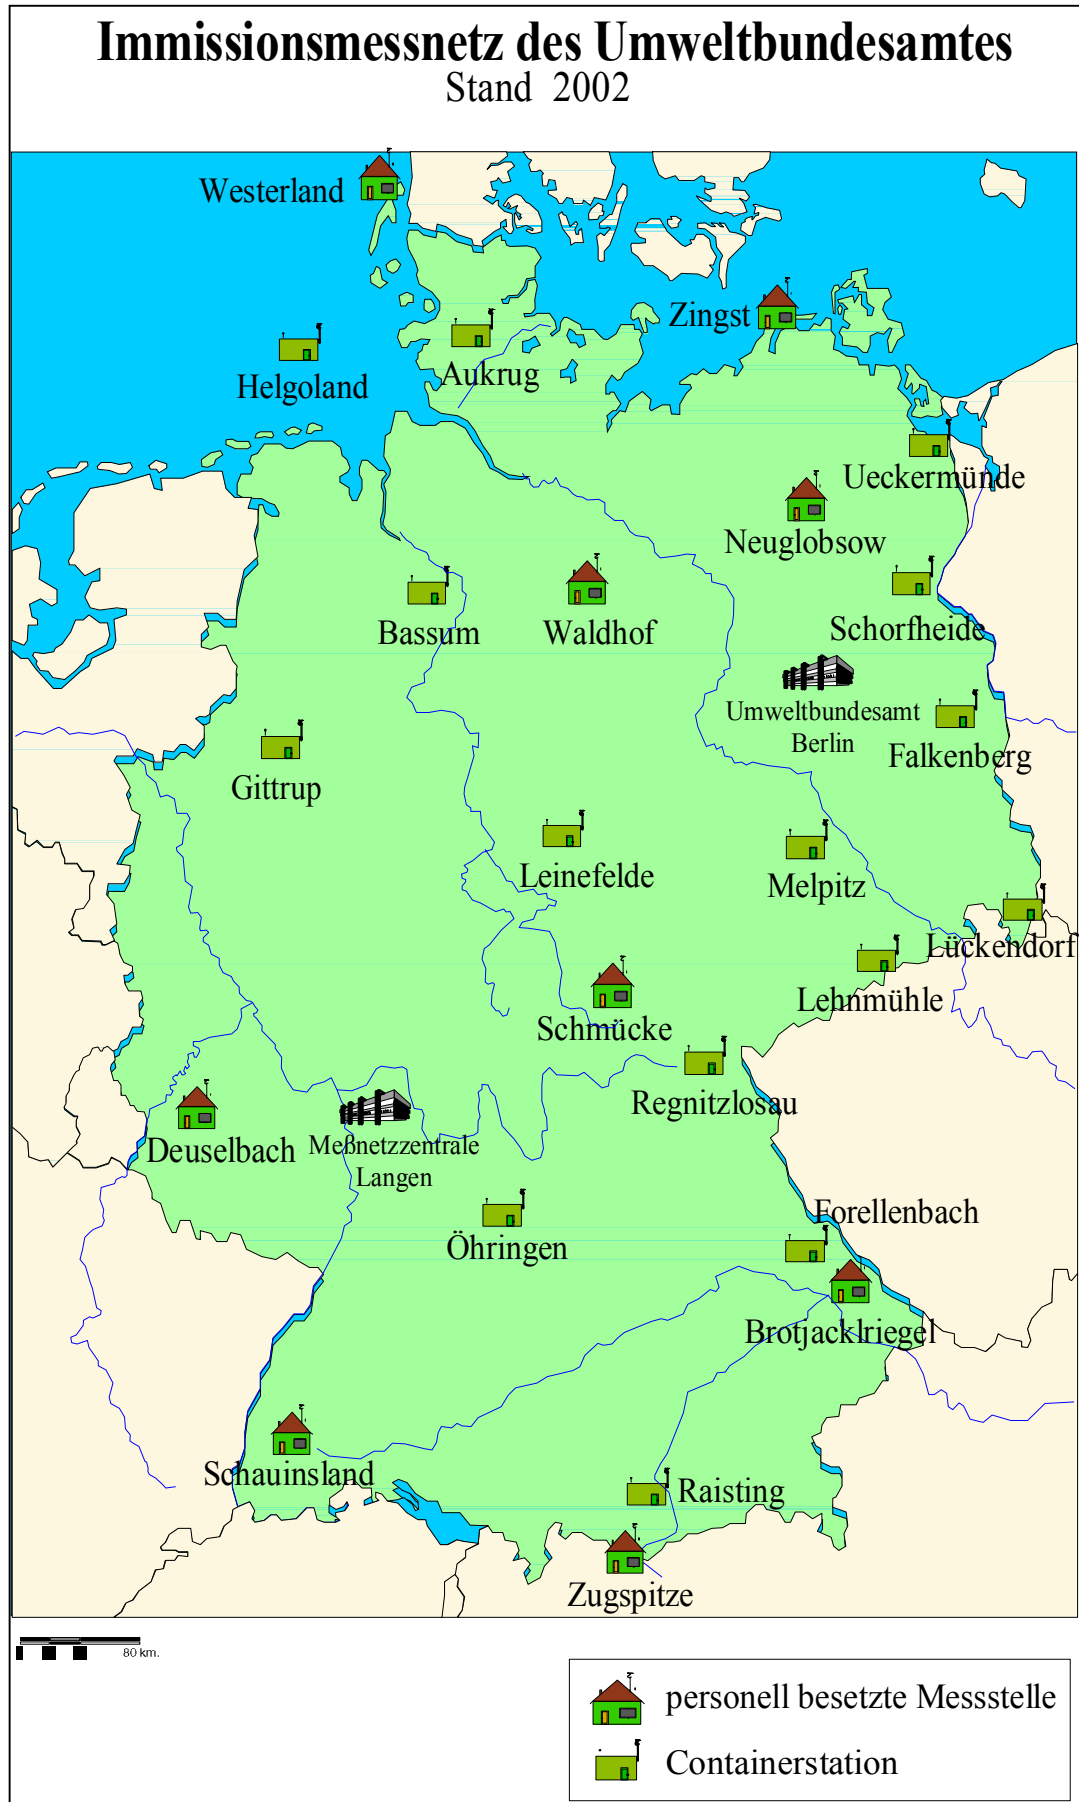 Immissionsmessnetz des Umweltbundesamtes
Stand 2002
Westerland
Zingst
Helgoland
Aukrug
Ueckermünde
Neuglobsow
Bassum
Waldhof
Schorfheide
Umweltbundesamt
Berlin
Falkenberg
Gittrup
Leinefelde
Melpitz
Lückendorf
Lehnmühle
Schmücke
Regnitzlosau
Deuselbach
Meßnetzzentrale
Langen
Forellenbach
Öhringen
Brotjacklriegel
Schauinsland
Raisting
Zugspitze
80 km.
personell besetzte Messstelle
Containerstation